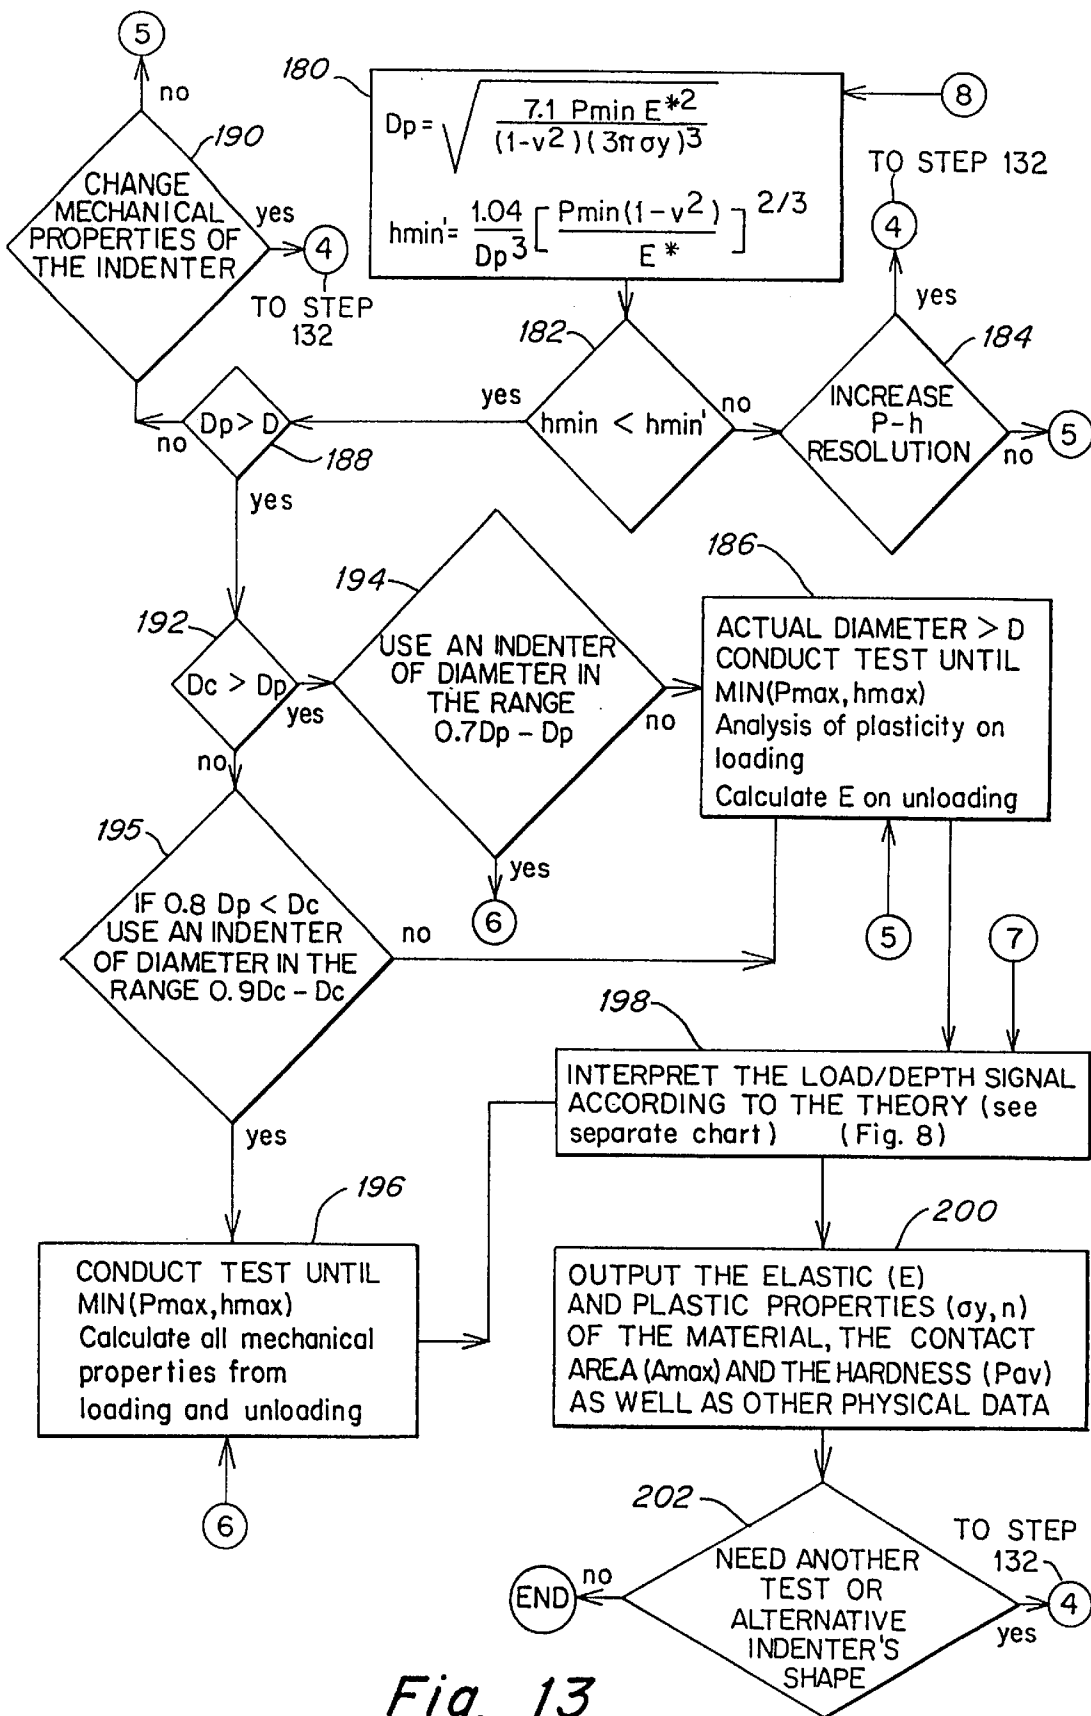 5
no
190
CHANGE
MECHANICAL
PROPERTIES OF
THE INDENTER
yes
4
TO STEP
132
180
Dp = √ 7.1 Pmin E*2 / (1-v2)(3πσy)3
hmin' = 1.04 / Dp3 [ Pmin(1-v2) / E* ] 2/3
8
TO STEP 132
4
yes
182
hmin < hmin'
yes
no
184
INCREASE
P-h
RESOLUTION
no
5
Dp > D
no
188
yes
192
Dc > Dp
yes
no
194
USE AN INDENTER
OF DIAMETER IN
THE RANGE
0.7Dp - Dp
no
yes
6
186
ACTUAL DIAMETER > D
CONDUCT TEST UNTIL
MIN(Pmax,hmax)
Analysis of plasticity on
loading
Calculate E on unloading
5
7
195
IF 0.8 Dp < Dc
USE AN INDENTER
OF DIAMETER IN THE
RANGE 0.9Dc - Dc
no
yes
198
INTERPRET THE LOAD/DEPTH SIGNAL
ACCORDING TO THE THEORY (see
separate chart) (Fig. 8)
196
CONDUCT TEST UNTIL
MIN(Pmax,hmax)
Calculate all mechanical
properties from
loading and unloading
6
200
OUTPUT THE ELASTIC (E)
AND PLASTIC PROPERTIES (σy,n)
OF THE MATERIAL, THE CONTACT
AREA (Amax) AND THE HARDNESS (Pav)
AS WELL AS OTHER PHYSICAL DATA
202
NEED ANOTHER
TEST OR
ALTERNATIVE
INDENTER'S
SHAPE
no
END
TO STEP
132
4
yes
Fig. 13